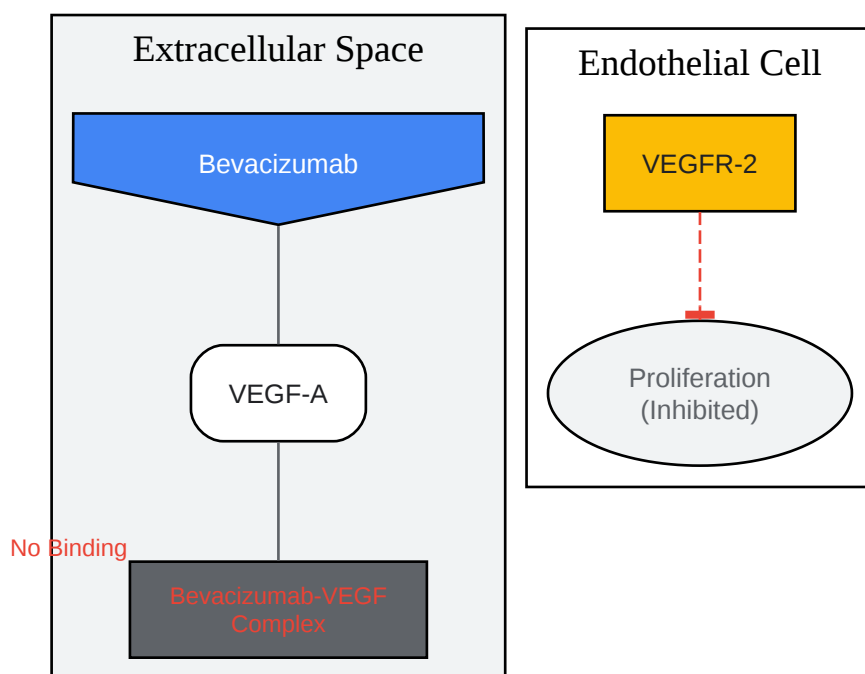 Extracellular Space
Bevacizumab
VEGF-A
No Binding
Bevacizumab-VEGF
Complex
Endothelial Cell
VEGFR-2
Proliferation
(Inhibited)